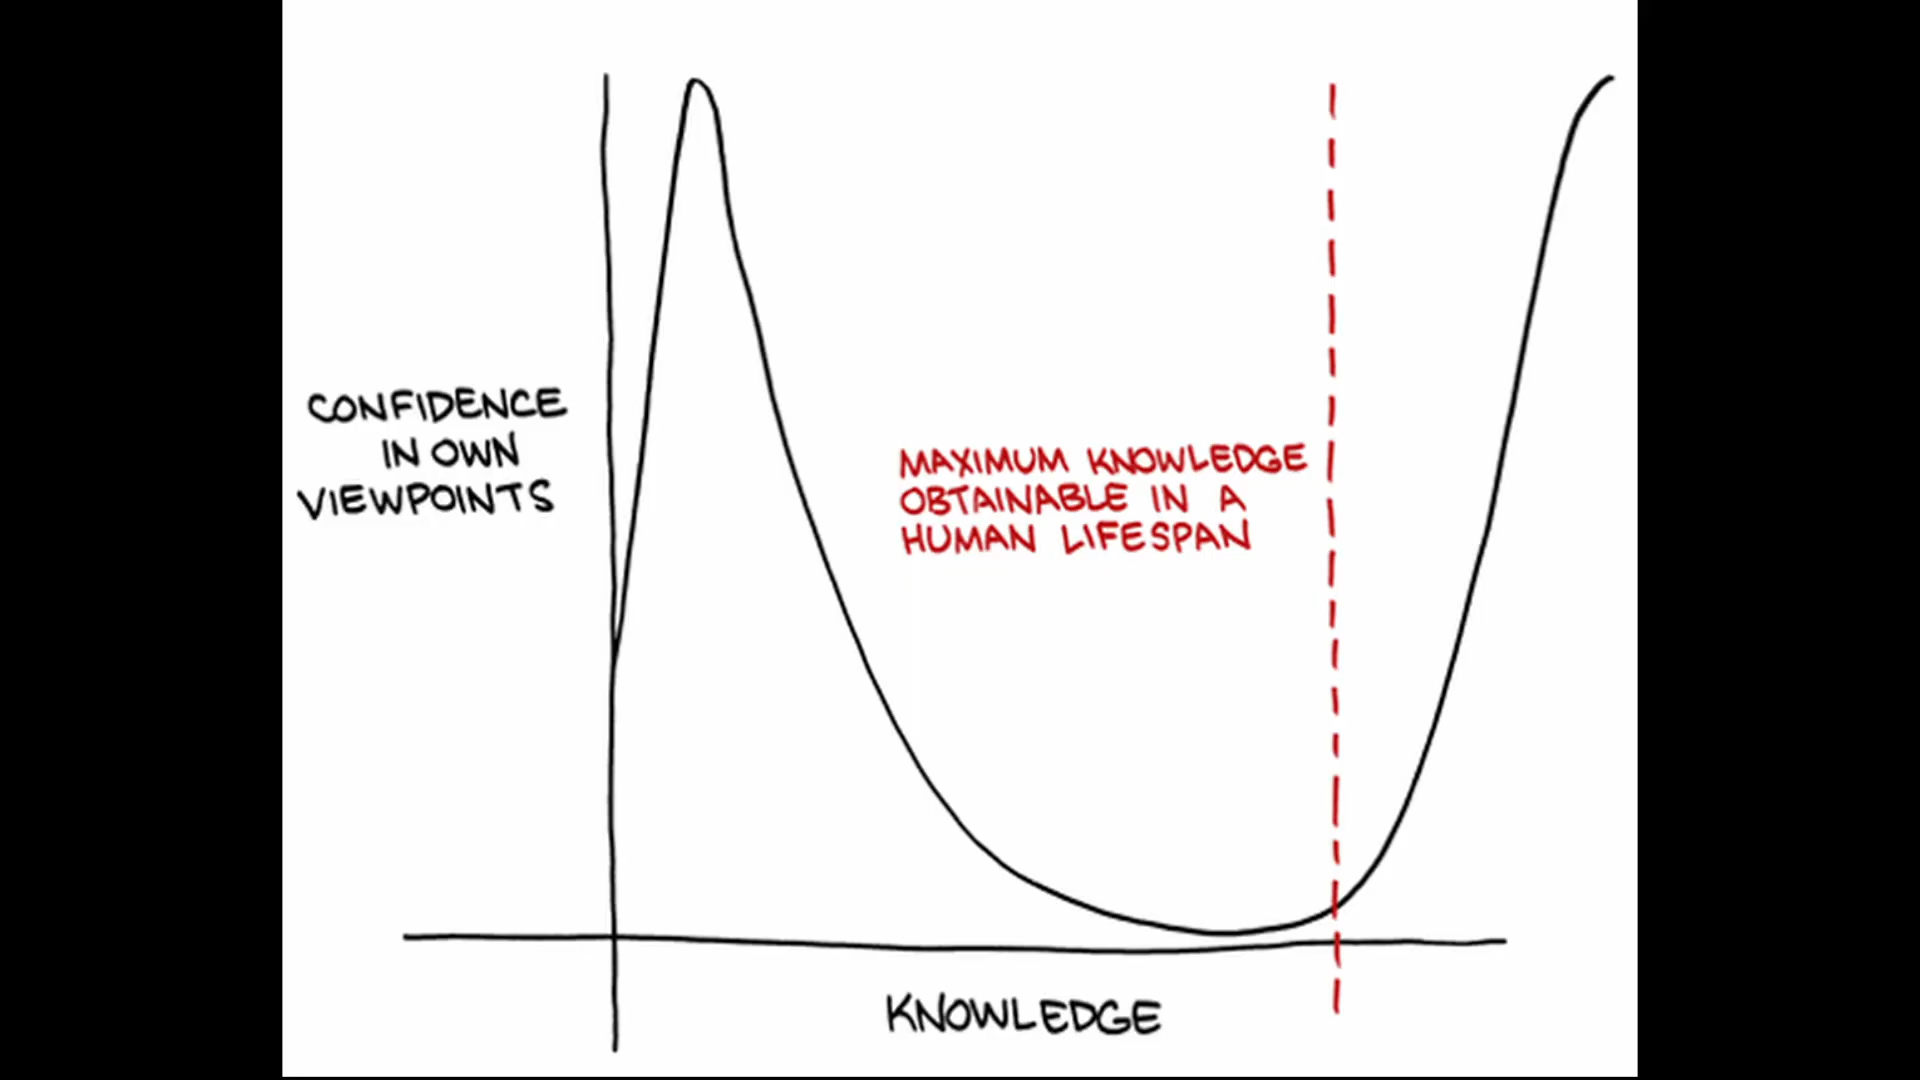 CONFIDENCE
IN OWN
VIEWPOINTS
MAXIMUM KNOWLEDGE
OBTAINABLE IN A
HUMAN LIFESPAN
KNOWLEDGE